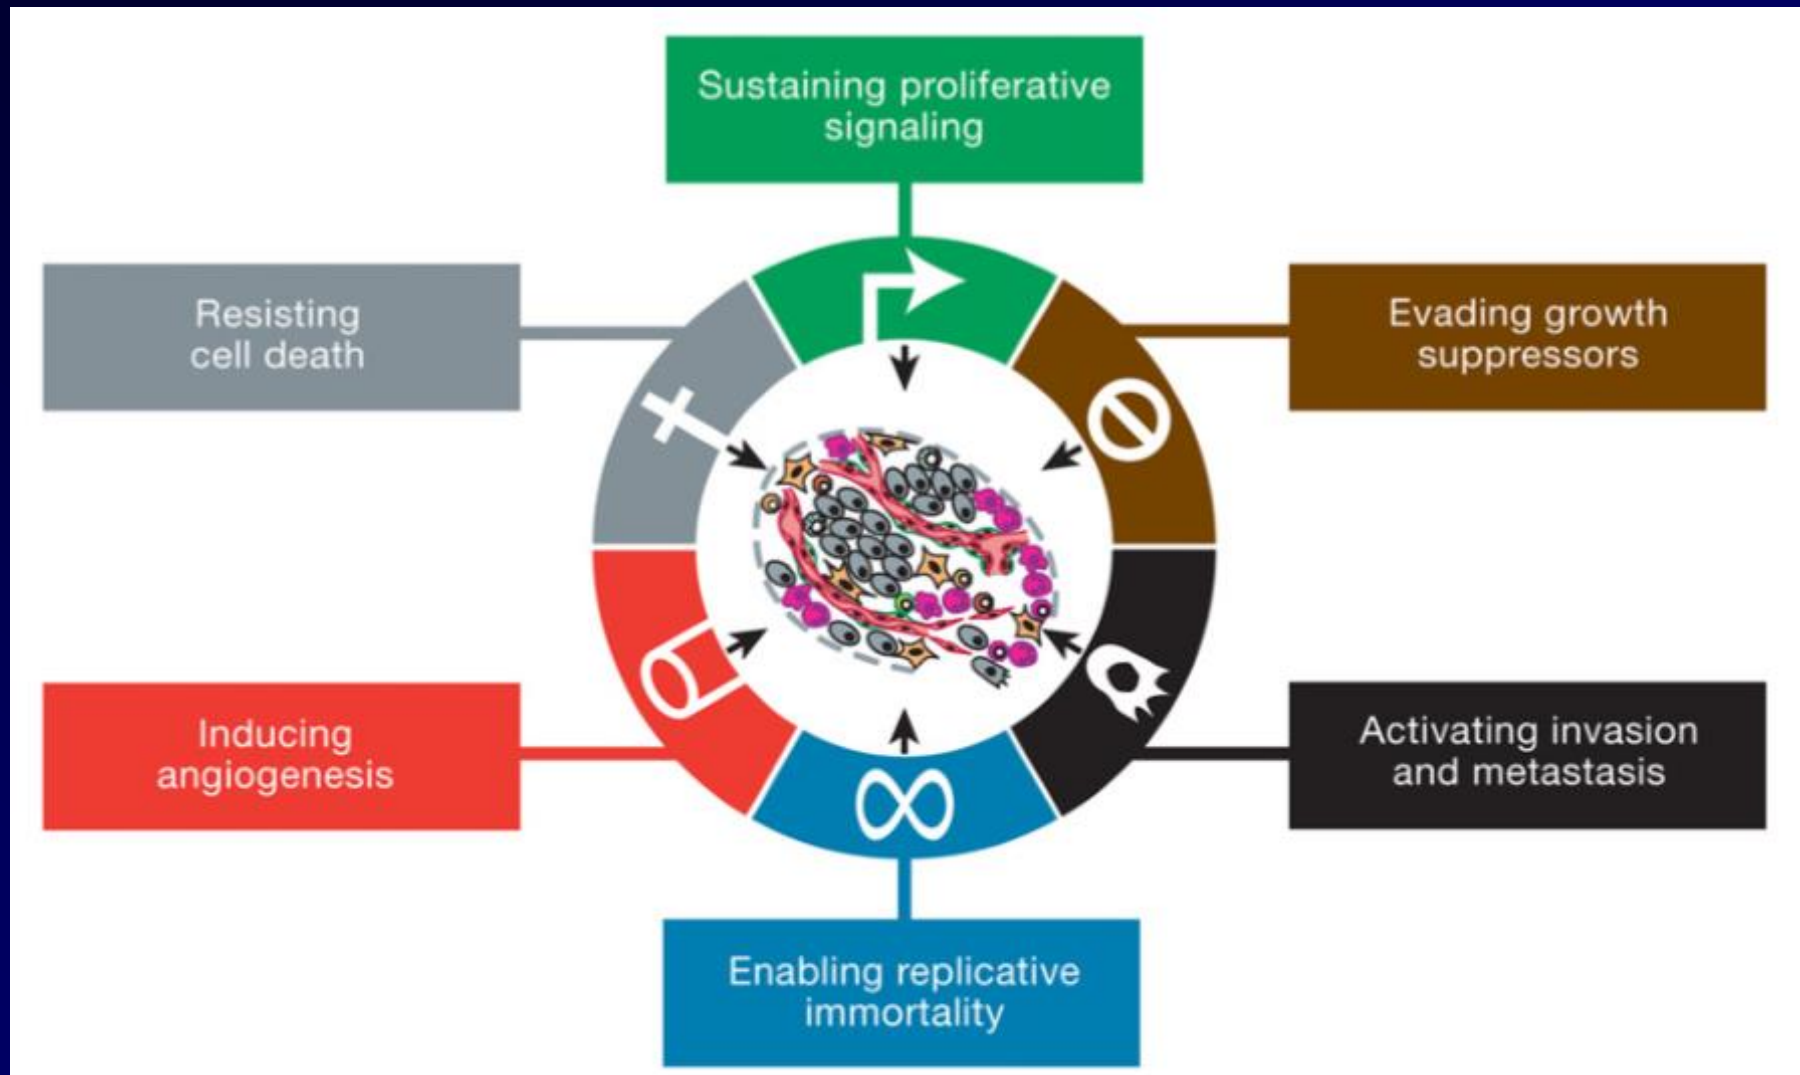 Sustaining proliferative
signaling
Resisting
cell death
Evading growth
suppressors
Inducing
angiogenesis
Activating invasion
and metastasis
Enabling replicative
immortality